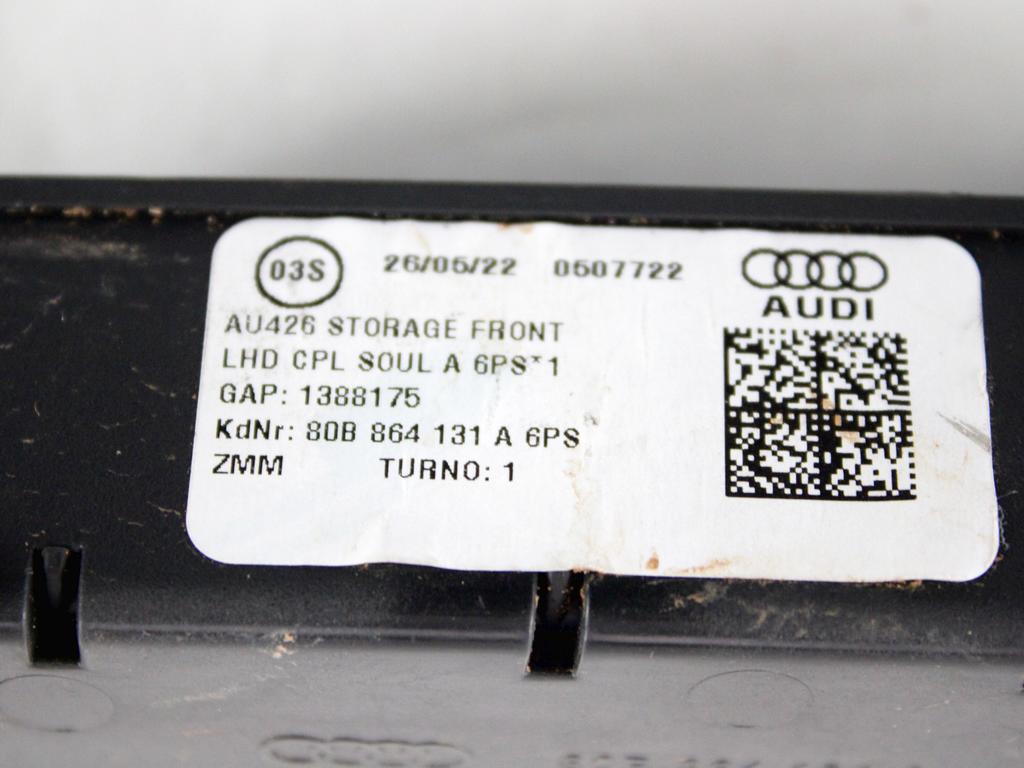 03S 26/05/22 0507722
AUDI
AU426 STORAGE FRONT
LHD CPL SOUL A 6PS*1
GAP: 1388175
KdNr: 80B 864 131 A 6PS
ZMM TURNO: 1